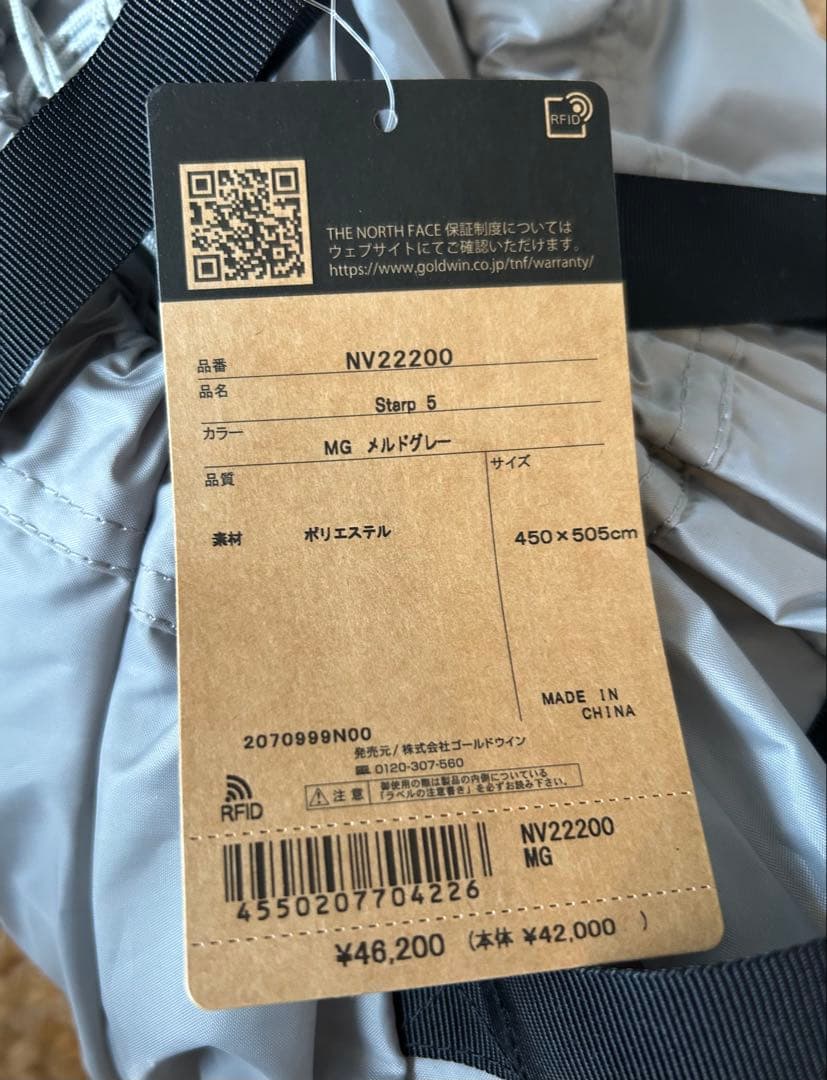 RFID
THE NORTH FACE 保証制度については
ウェブサイトにてご確認いただけます。
https://www.goldwin.co.jp/tnf/warranty/
品番 NV22200
品名
Starp 5
カラー
MG メルドグレー
品質
サイズ
素材 ポリエステル
450×505cm
MADE IN
CHINA
2070999N00
発売元/株式会社ゴールドウイン
0120-307-560
RFID
注意
御使用の際は製品の内側についている
「ラベルの注意書き」を必ずお読み下さい。
NV22200
MG
4550207704226
¥46,200 (本体 ¥42,000 )